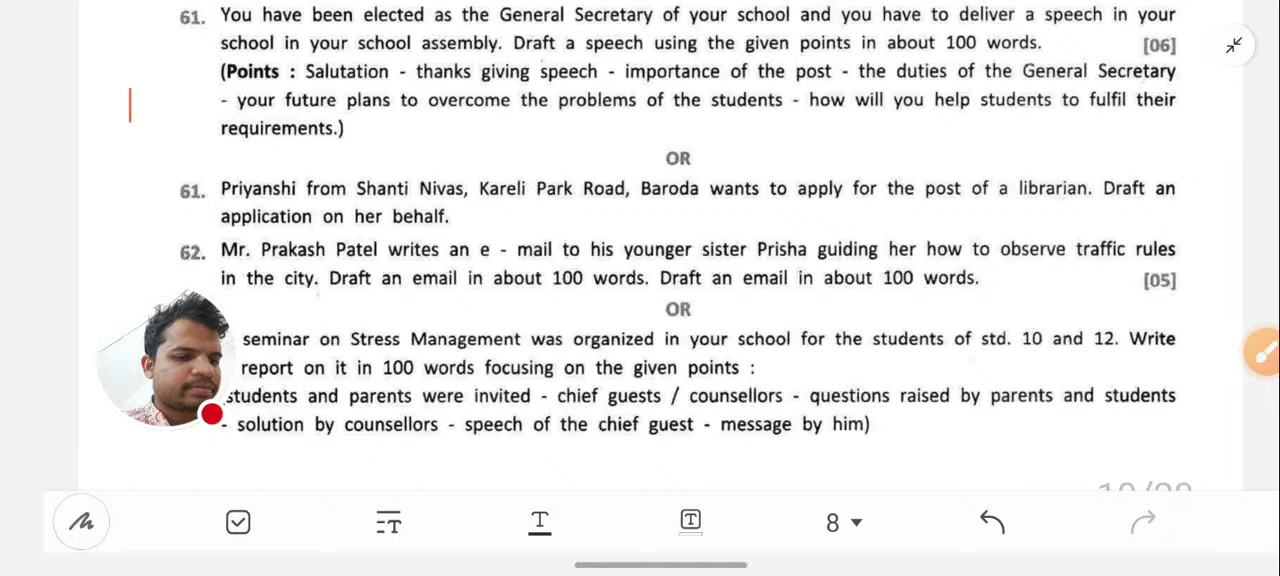 61. You have been elected as the General Secretary of your school and you have to deliver a speech in your
school in your school assembly. Draft a speech using the given points in about 100 words. [06]
(Points : Salutation - thanks giving speech - importance of the post - the duties of the General Secretary
- your future plans to overcome the problems of the students - how will you help students to fulfil their
requirements.)
OR
61. Priyanshi from Shanti Nivas, Kareli Park Road, Baroda wants to apply for the post of a librarian. Draft an
application on her behalf.
62. Mr. Prakash Patel writes an e - mail to his younger sister Prisha guiding her how to observe traffic rules
in the city. Draft an email in about 100 words. Draft an email in about 100 words. [05]
OR
seminar on Stress Management was organized in your school for the students of std. 10 and 12. Write
report on it in 100 words focusing on the given points :
students and parents were invited - chief guests / counsellors - questions raised by parents and students
- solution by counsellors - speech of the chief guest - message by him)
T T T 8